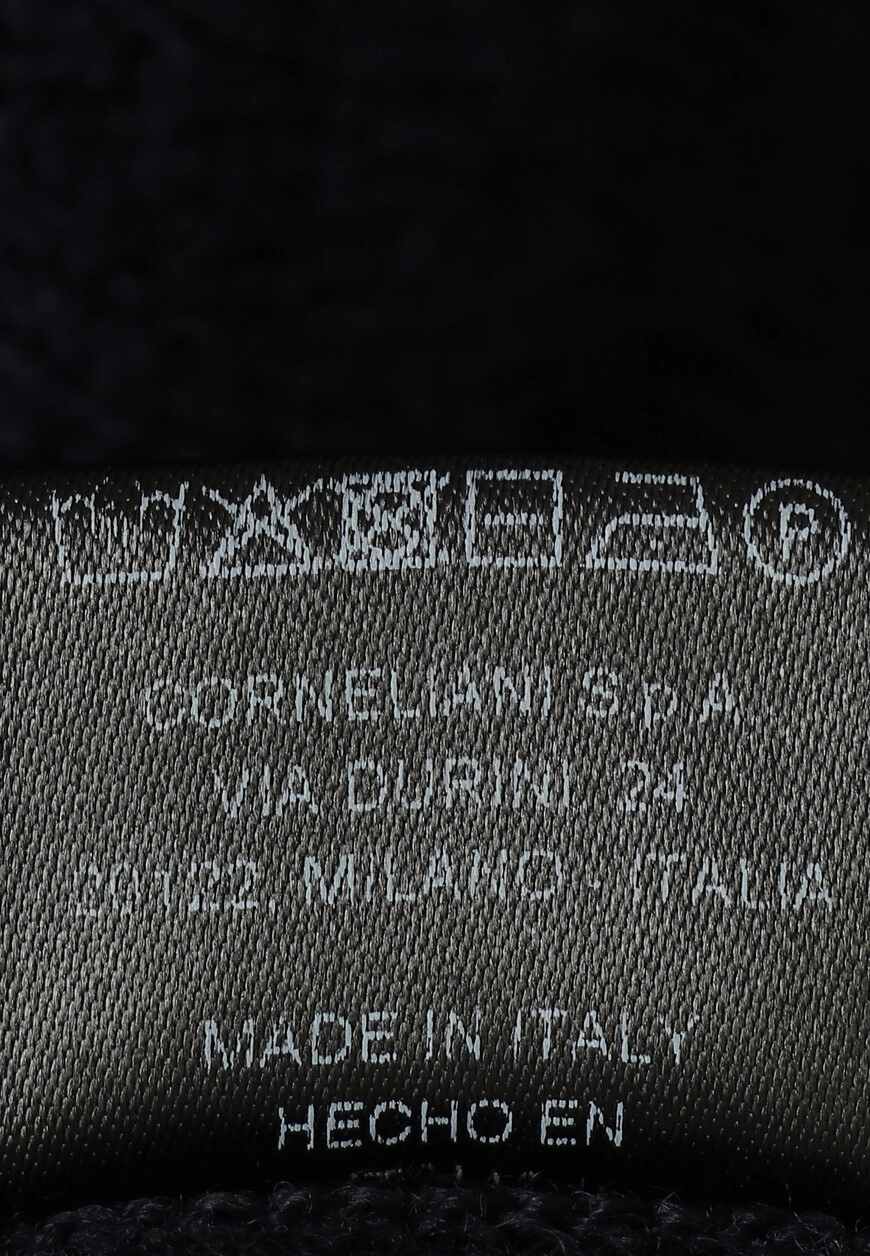 P
CORNELIANI S p A
VIA DURINI, 24
20122, MILANO - ITALIA
MADE IN ITALY
HECHO EN